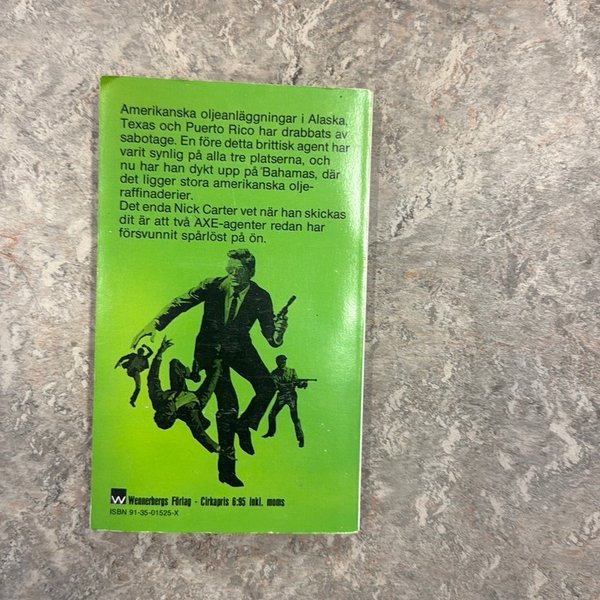 Amerikanska oljeanläggningar i Alaska,
Texas och Puerto Rico har drabbats av
sabotage. En före detta brittisk agent har
varit synlig på alla tre platserna, och
nu har han dykt upp på Bahamas, där
det ligger stora amerikanska olje-
raffinaderier.
Det enda Nick Carter vet när han skickas
dit är att två AXE-agenter redan har
försvunnit spårlöst på ön.
W Wennerbergs Förlag - Cirkapris 6:95 inkl. moms
ISBN 91-35-01525-X